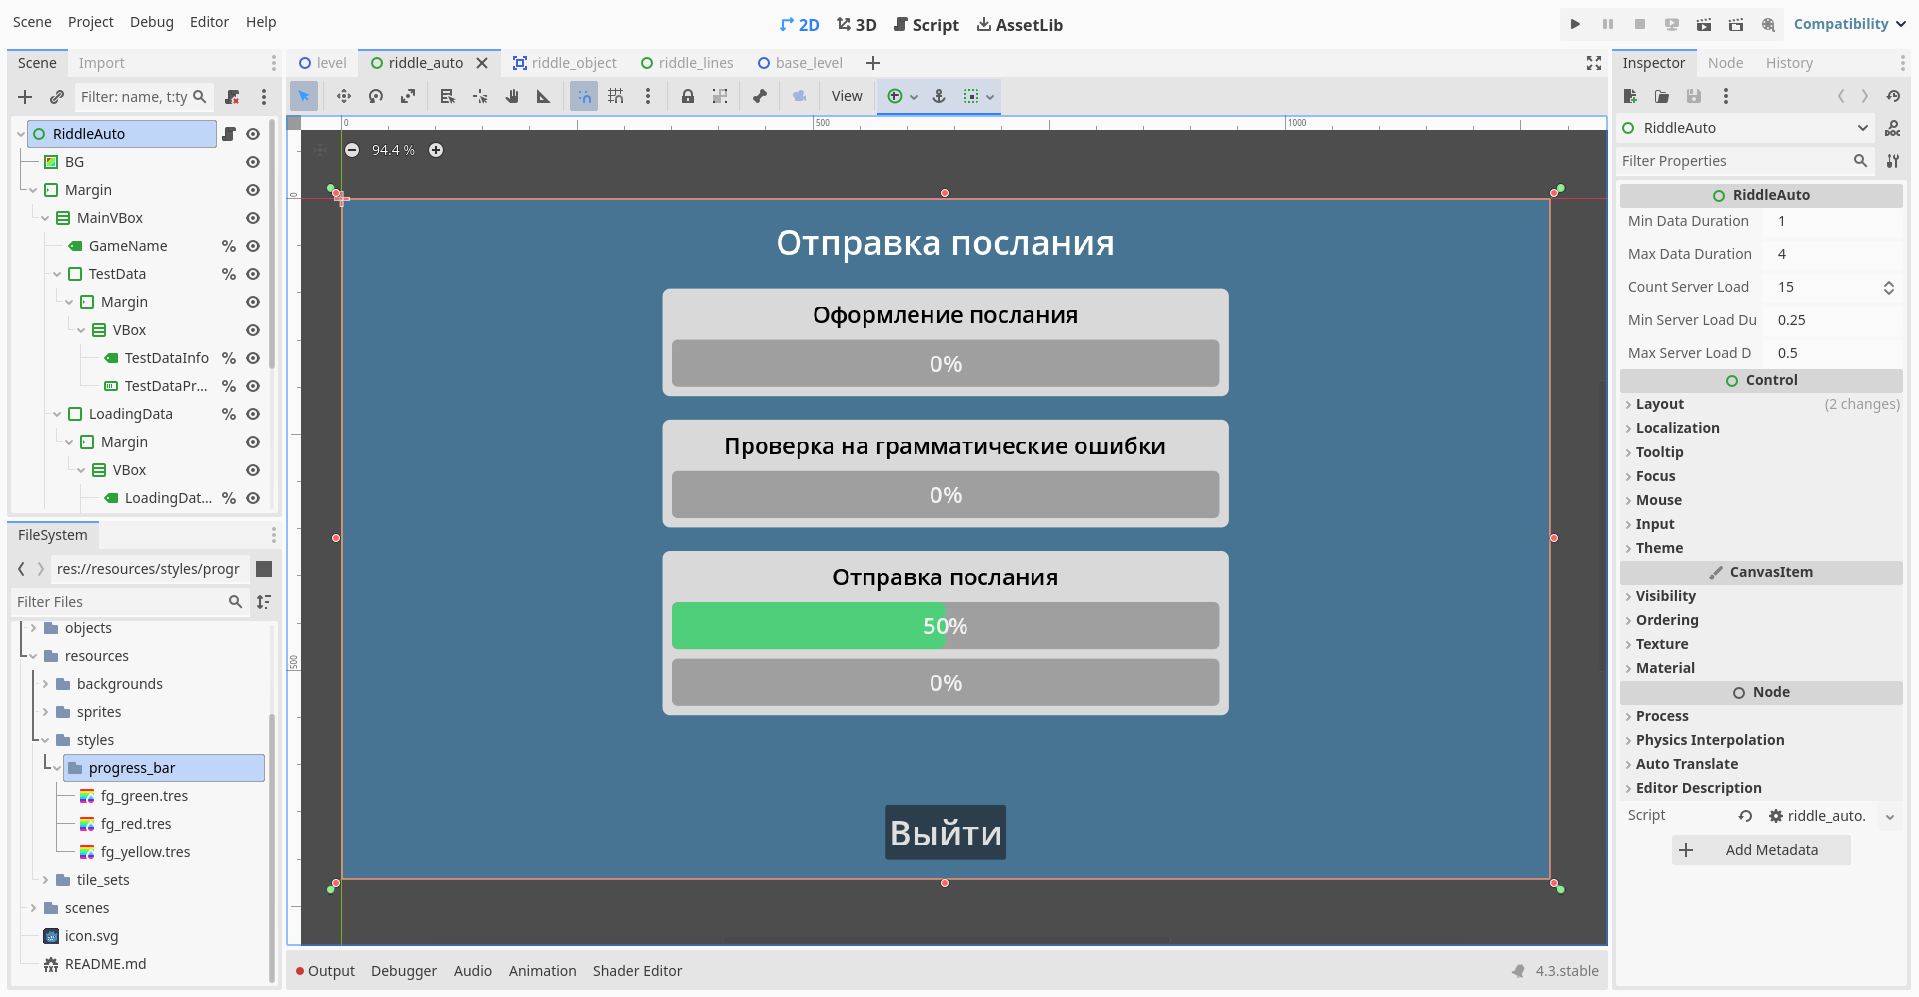 Scene Project Debug Editor Help
2D 3D Script AssetLib
Compatibility
Scene Import
Filter: name, t:ty
RiddleAuto
BG
Margin
MainVBox
GameName %
TestData %
Margin
VBox
TestDataInfo %
TestDataPr... %
LoadingData %
Margin
VBox
LoadingDat... %
FileSystem
res://resources/styles/progr
Filter Files
objects
resources
backgrounds
sprites
styles
progress_bar
fg_green.tres
fg_red.tres
fg_yellow.tres
tile_sets
scenes
icon.svg
README.md
level riddle_auto riddle_object riddle_lines base_level
View
0 500 1000
94.4 %
0
500
Отправка послания
Оформление послания
0%
Проверка на грамматические ошибки
0%
Отправка послания
50%
0%
Выйти
Output Debugger Audio Animation Shader Editor 4.3.stable
Inspector Node History
RiddleAuto
Filter Properties
RiddleAuto
Min Data Duration 1
Max Data Duration 4
Count Server Load 15
Min Server Load Du 0.25
Max Server Load D 0.5
Control
Layout (2 changes)
Localization
Tooltip
Focus
Mouse
Input
Theme
CanvasItem
Visibility
Ordering
Texture
Material
Node
Process
Physics Interpolation
Auto Translate
Editor Description
Script riddle_auto.
Add Metadata